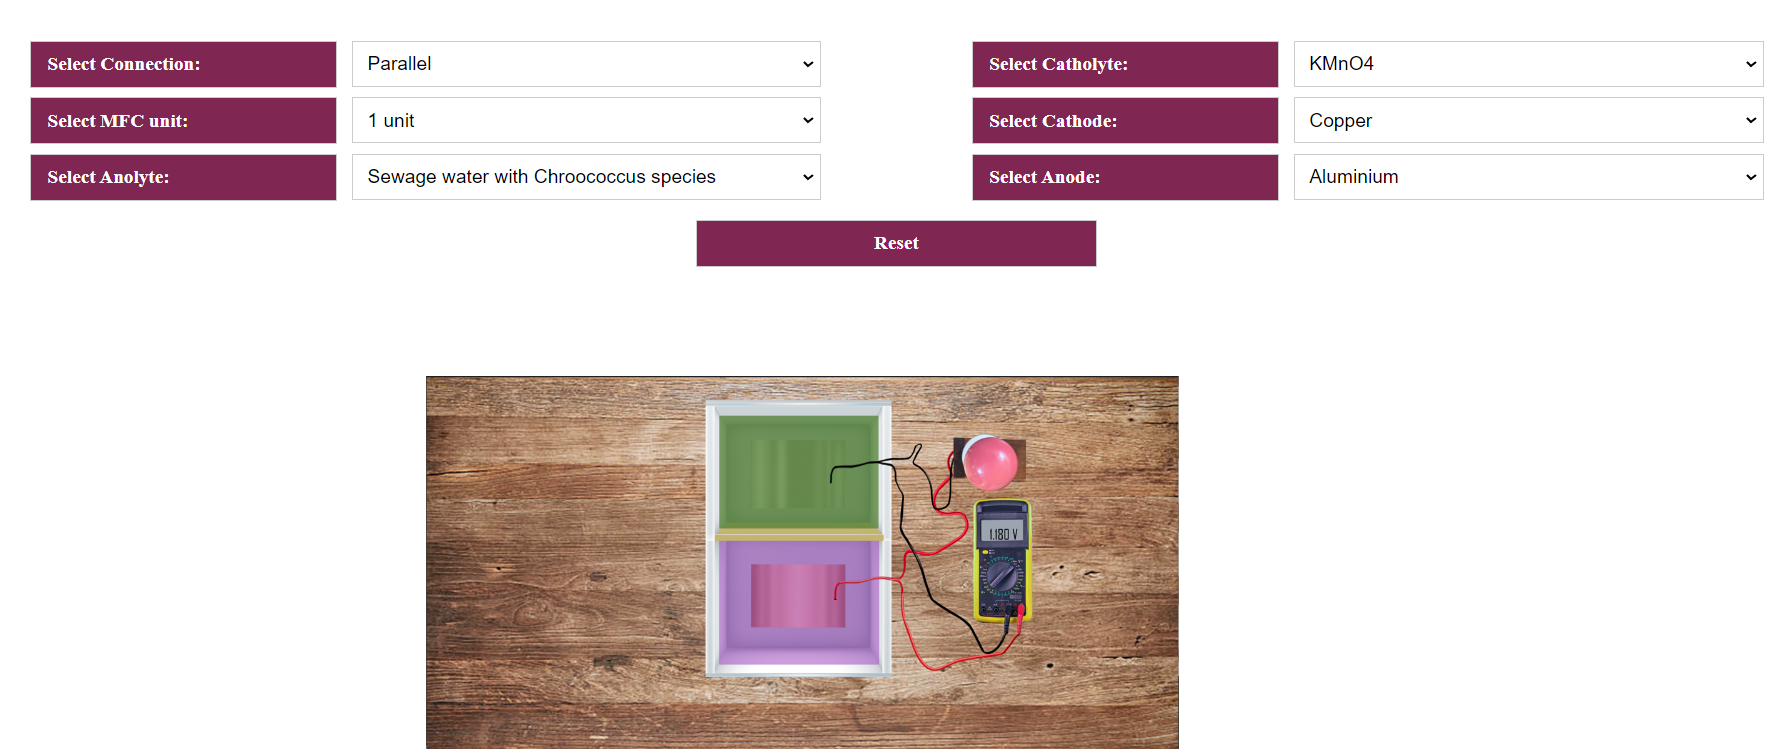 Select Connection: Parallel
Select Catholyte: KMnO4
Select MFC unit: 1 unit
Select Cathode: Copper
Select Anolyte: Sewage water with Chroococcus species
Select Anode: Aluminium
Reset
1.180 V